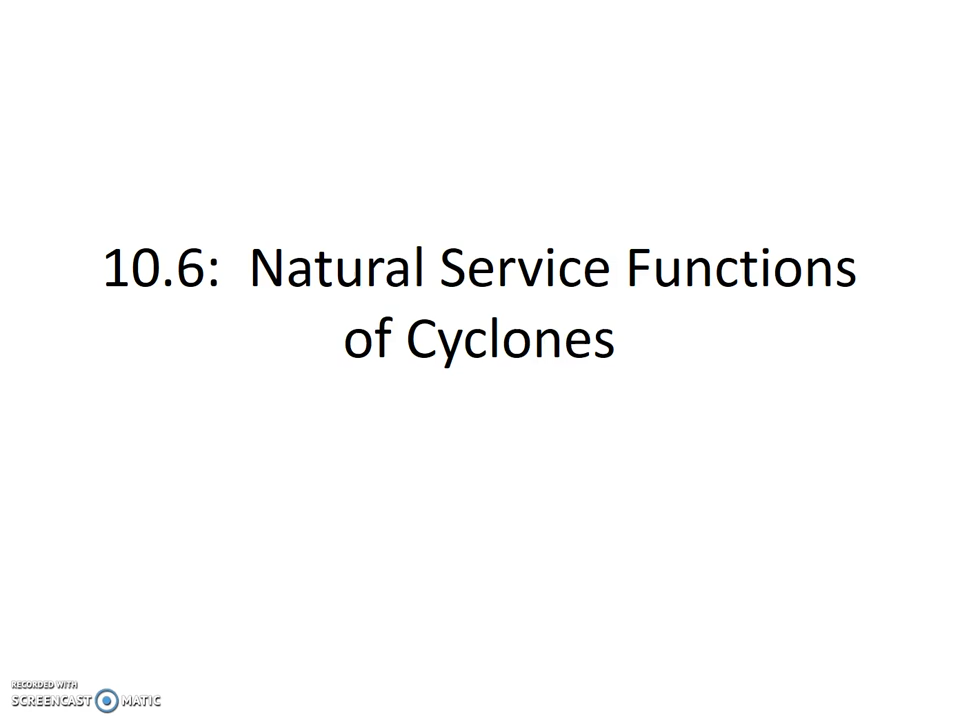 10.6:  Natural Service Functions
of Cyclones
RECORDED WITH
SCREENCAST MATIC